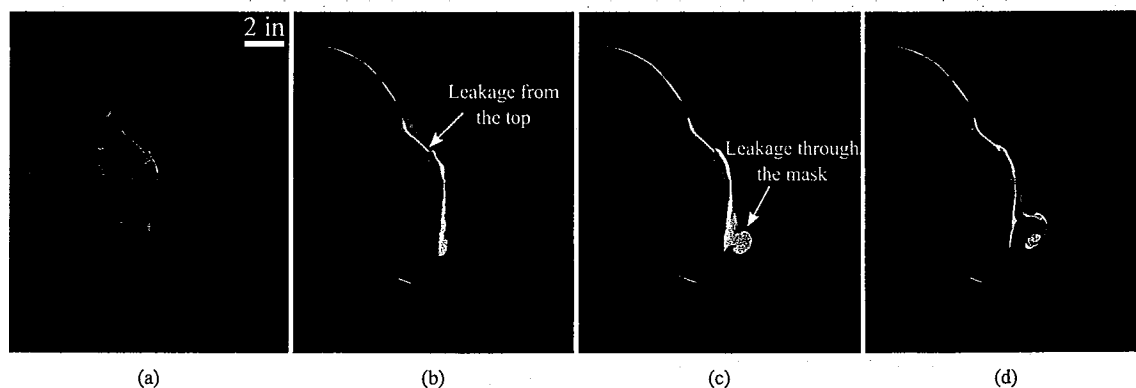 2 in
Leakage from
the top
Leakage through
the mask
(a)
(b)
(c)
(d)